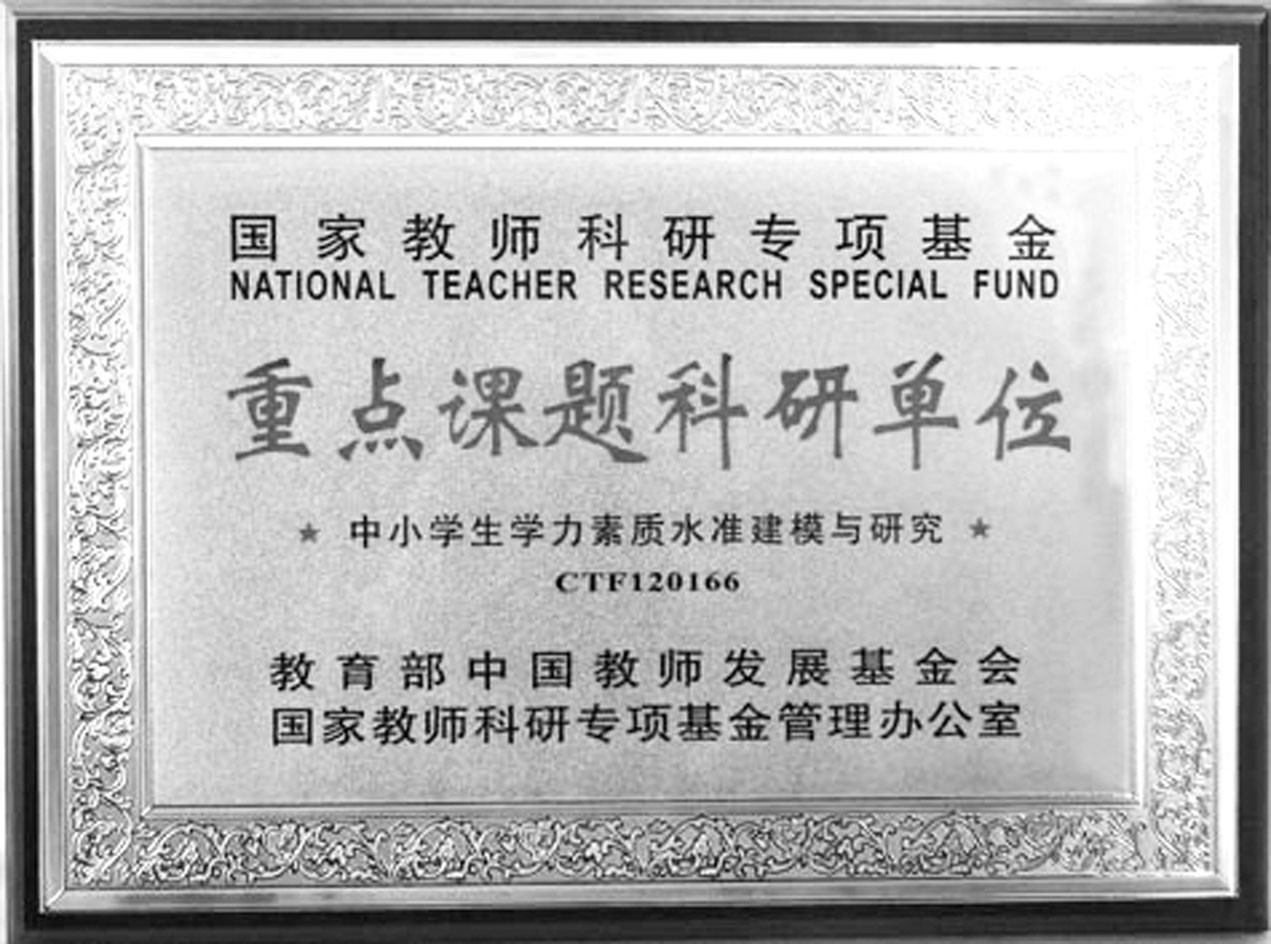 国家教师科研专项基金
NATIONAL TEACHER RESEARCH SPECIAL FUND
重点课题科研单位
★ 中小学生学力素质水准建模与研究 ★
CTF120166
教育部中国教师发展基金会
国家教师科研专项基金管理办公室